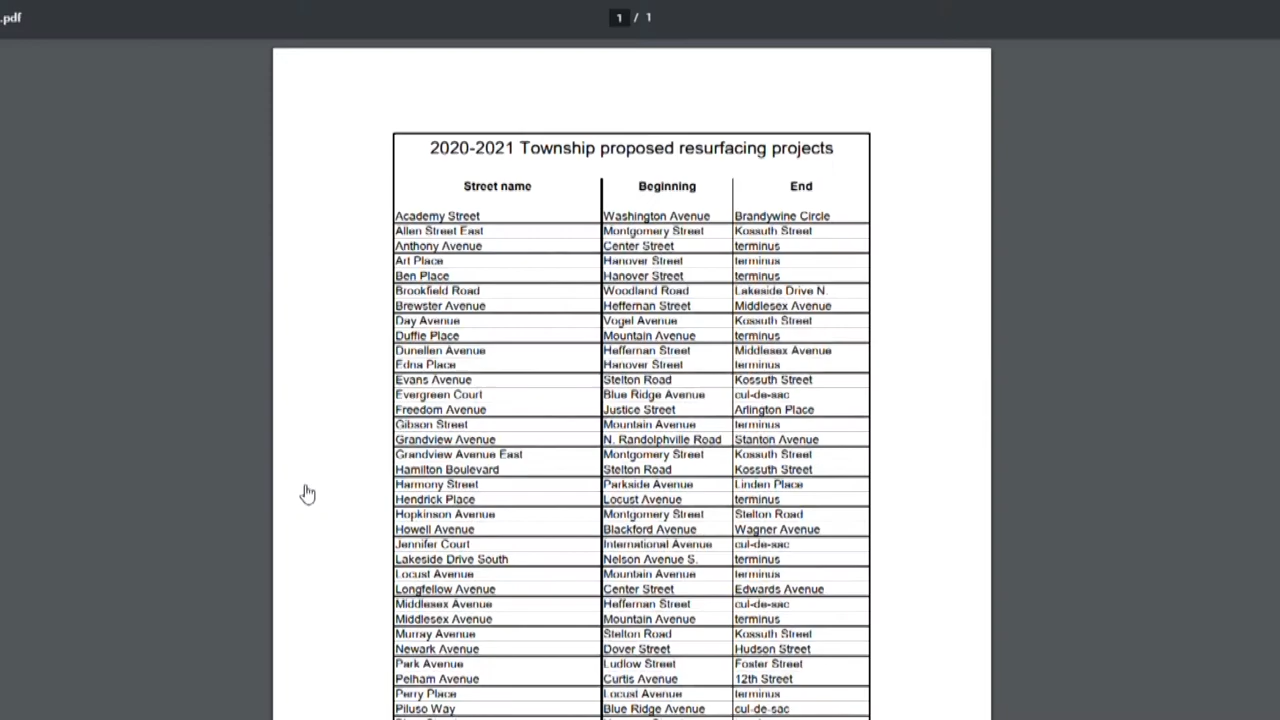 .pdf
1 / 1
2020-2021 Township proposed resurfacing projects
Street name Beginning End
Academy Street Washington Avenue Brandywine Circle
Allen Street East Montgomery Street Kossuth Street
Anthony Avenue Center Street terminus
Art Place Hanover Street terminus
Ben Place Hanover Street terminus
Brookfield Road Woodland Road Lakeside Drive N.
Brewster Avenue Heffernan Street Middlesex Avenue
Day Avenue Vogel Avenue Kossuth Street
Duffie Place Mountain Avenue terminus
Dunellen Avenue Heffernan Street Middlesex Avenue
Edna Place Hanover Street terminus
Evans Avenue Stelton Road Kossuth Street
Evergreen Court Blue Ridge Avenue cul-de-sac
Freedom Avenue Justice Street Arlington Place
Gibson Street Mountain Avenue terminus
Grandview Avenue N. Randolphville Road Stanton Avenue
Grandview Avenue East Montgomery Street Kossuth Street
Hamilton Boulevard Stelton Road Kossuth Street
Harmony Street Parkside Avenue Linden Place
Hendrick Place Locust Avenue terminus
Hopkinson Avenue Montgomery Street Stelton Road
Howell Avenue Blackford Avenue Wagner Avenue
Jennifer Court International Avenue cul-de-sac
Lakeside Drive South Nelson Avenue S. terminus
Locust Avenue Mountain Avenue terminus
Longfellow Avenue Center Street Edwards Avenue
Middlesex Avenue Heffernan Street cul-de-sac
Middlesex Avenue Mountain Avenue terminus
Murray Avenue Stelton Road Kossuth Street
Newark Avenue Dover Street Hudson Street
Park Avenue Ludlow Street Foster Street
Pelham Avenue Curtis Avenue 12th Street
Perry Place Locust Avenue terminus
Piluso Way Blue Ridge Avenue cul-de-sac